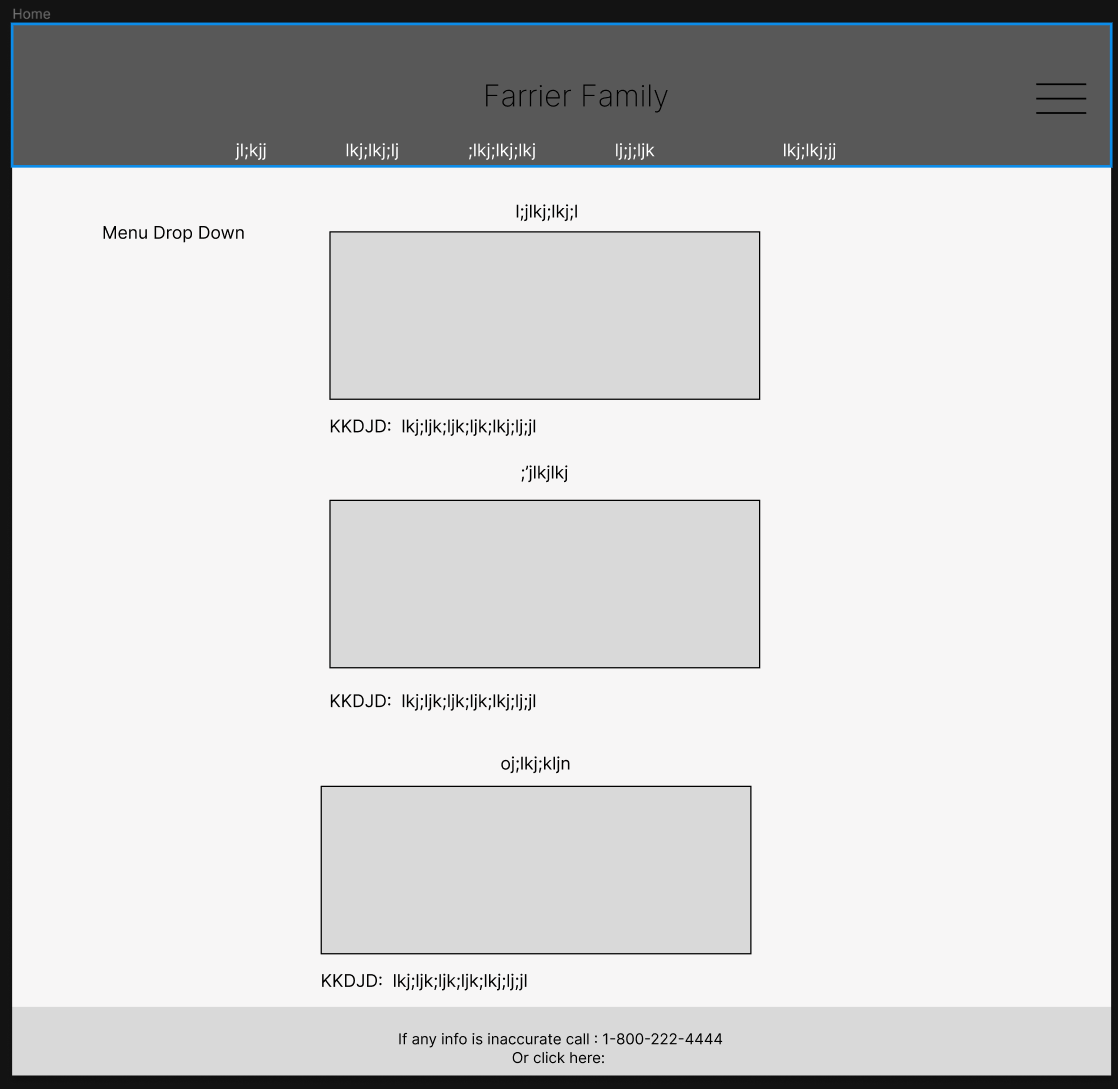 Home
Farrier Family
jl;kjj lkj;lkj;lj ;lkj;lkj;lkj lj;j;ljk lkj;lkj;jj
l;jlkj;lkj;l
Menu Drop Down
KKDJD: lkj;ljk;ljk;ljk;lkj;lj;jl
;’jlkjlkj
KKDJD: lkj;ljk;ljk;ljk;lkj;lj;jl
oj;lkj;kljn
KKDJD: lkj;ljk;ljk;ljk;lkj;lj;jl
If any info is inaccurate call : 1-800-222-4444
Or click here: